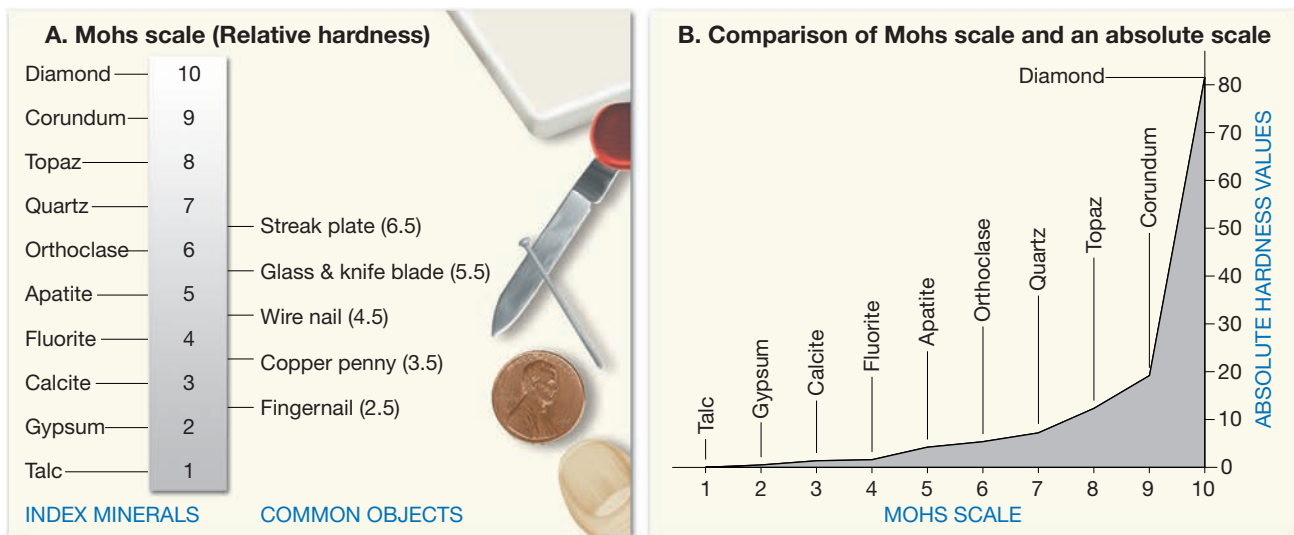 A. Mohs scale (Relative hardness)
Diamond 10
Corundum 9
Topaz 8
Quartz 7
Streak plate (6.5)
Orthoclase 6
Glass & knife blade (5.5)
Apatite 5
Wire nail (4.5)
Fluorite 4
Copper penny (3.5)
Calcite 3
Fingernail (2.5)
Gypsum 2
Talc 1
INDEX MINERALS
COMMON OBJECTS
B. Comparison of Mohs scale and an absolute scale
Diamond
Talc
Gypsum
Calcite
Fluorite
Apatite
Orthoclase
Quartz
Topaz
Corundum
80
70
60
50
40
30
20
10
0
ABSOLUTE HARDNESS VALUES
1 2 3 4 5 6 7 8 9 10
MOHS SCALE